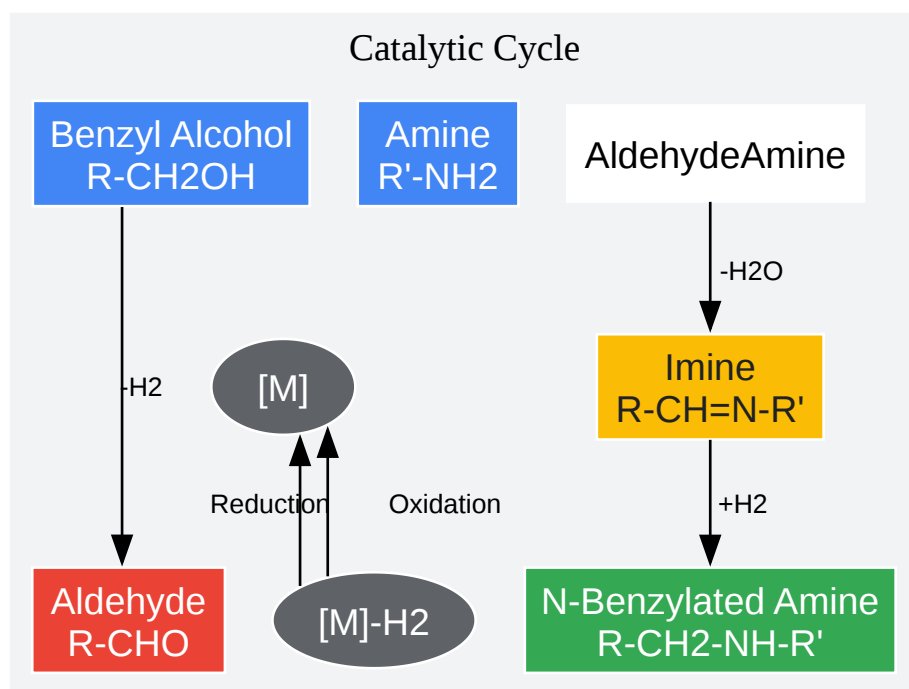 Catalytic Cycle
Benzyl Alcohol
R-CH2OH
Amine
R'-NH2
AldehydeAmine
-H2O
Imine
R-CH=N-R'
-H2
[M]
Reduction
Oxidation
+H2
Aldehyde
R-CHO
[M]-H2
N-Benzylated Amine
R-CH2-NH-R'